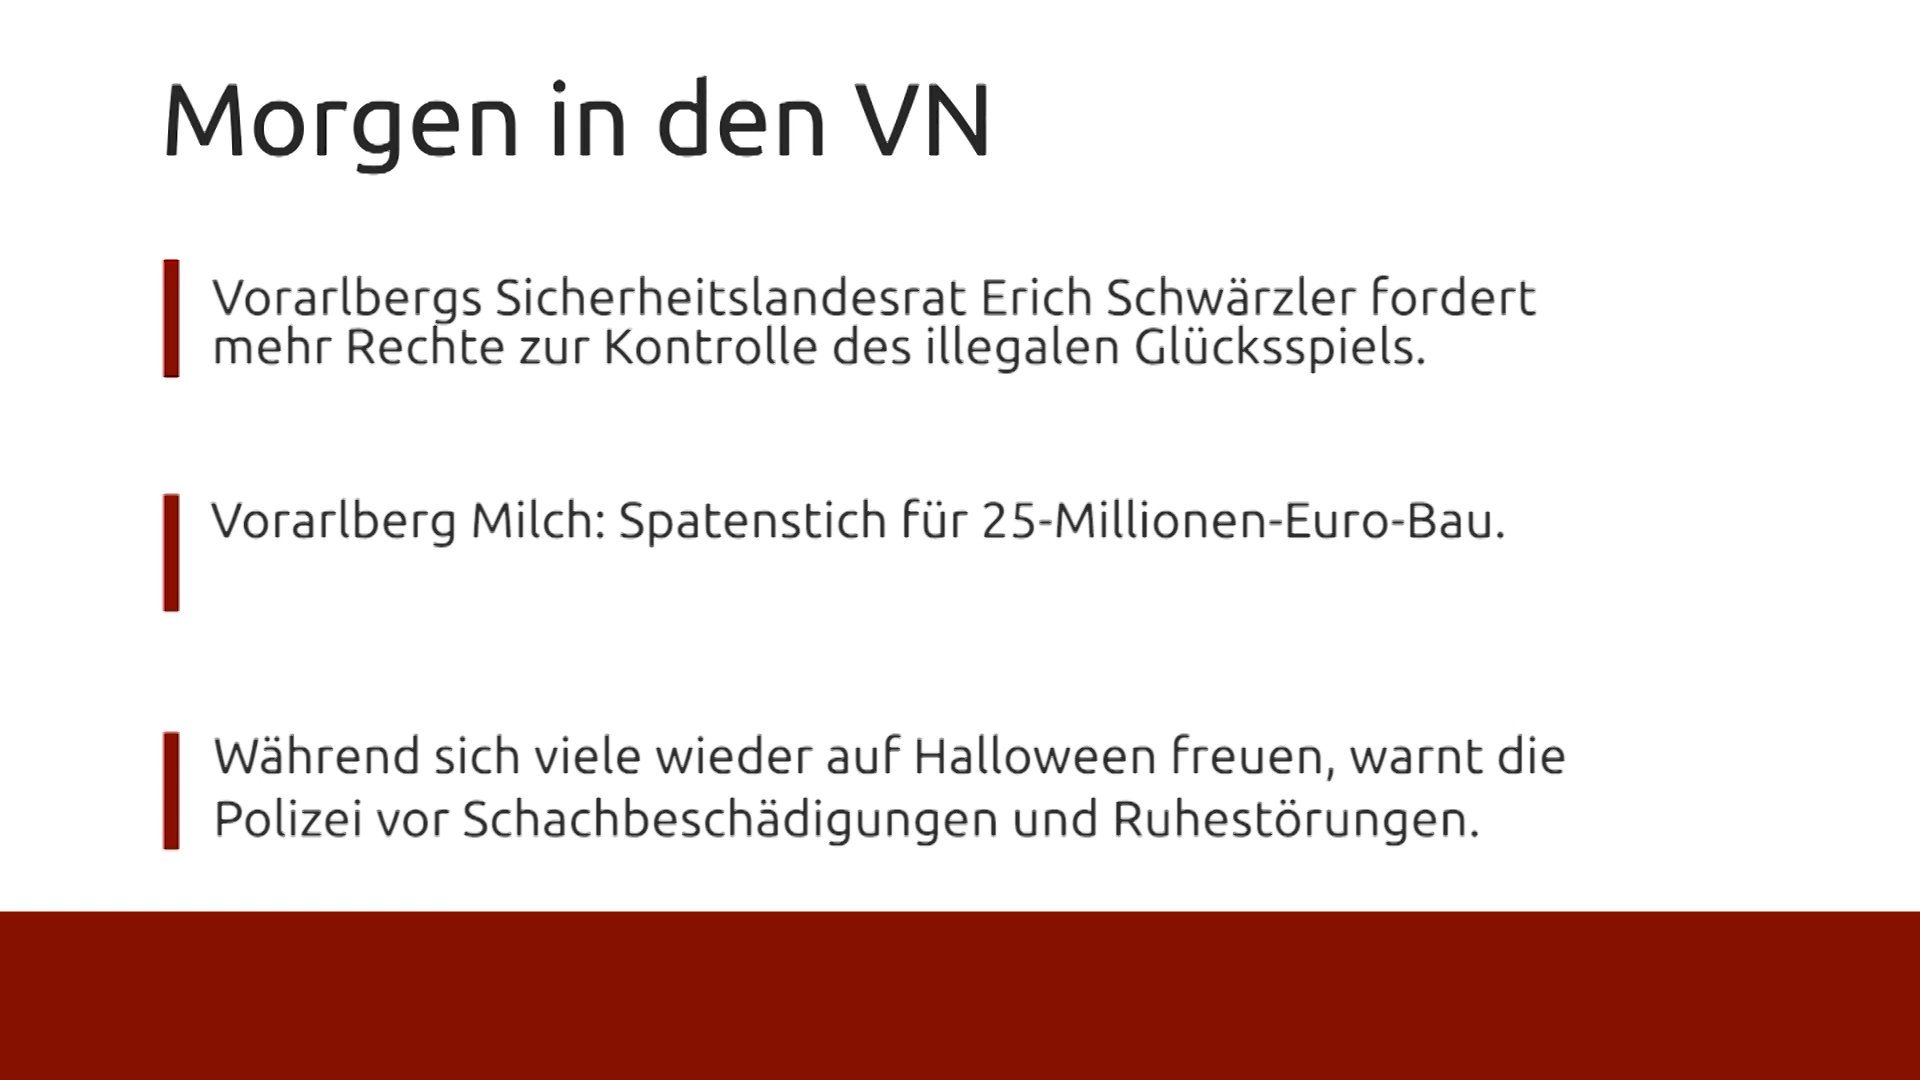 Morgen in den VN
Vorarlbergs Sicherheitslandesrat Erich Schwärzler fordert
mehr Rechte zur Kontrolle des illegalen Glücksspiels.
Vorarlberg Milch: Spatenstich für 25-Millionen-Euro-Bau.
Während sich viele wieder auf Halloween freuen, warnt die
Polizei vor Schachbeschädigungen und Ruhestörungen.